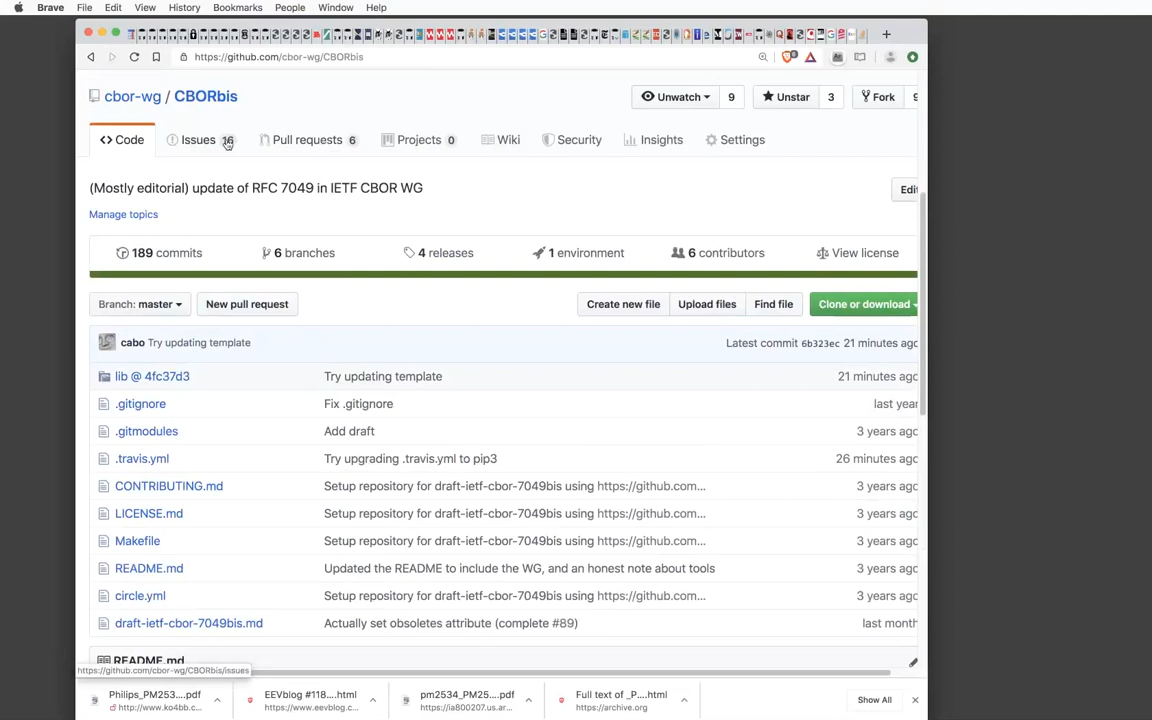 Brave File Edit View History Bookmarks People Window Help
https://github.com/cbor-wg/CBORbis
cbor-wg / CBORbis
Unwatch 9 Unstar 3 Fork
Code Issues 16 Pull requests 6 Projects 0 Wiki Security Insights Settings
(Mostly editorial) update of RFC 7049 in IETF CBOR WG
Edi
Manage topics
189 commits 6 branches 4 releases 1 environment 6 contributors View license
Branch: master New pull request Create new file Upload files Find file Clone or download
cabo Try updating template Latest commit 6b323ec 21 minutes ago
lib @ 4fc37d3 Try updating template 21 minutes ago
.gitignore Fix .gitignore last year
.gitmodules Add draft 3 years ago
.travis.yml Try upgrading .travis.yml to pip3 26 minutes ago
CONTRIBUTING.md Setup repository for draft-ietf-cbor-7049bis using https://github.com... 3 years ago
LICENSE.md Setup repository for draft-ietf-cbor-7049bis using https://github.com... 3 years ago
Makefile Setup repository for draft-ietf-cbor-7049bis using https://github.com... 3 years ago
README.md Updated the README to include the WG, and an honest note about tools 3 years ago
circle.yml Setup repository for draft-ietf-cbor-7049bis using https://github.com... 3 years ago
draft-ietf-cbor-7049bis.md Actually set obsoletes attribute (complete #89) last month
README.md
https://github.com/cbor-wg/CBORbis/issues
Philips_PM253....pdf EEVblog #118....html pm2534_PM25....pdf Full text of _P....html Show All
http://www.ko4bb.c... https://www.eevblog.c... https://ia800207.us.ar... https://archive.org